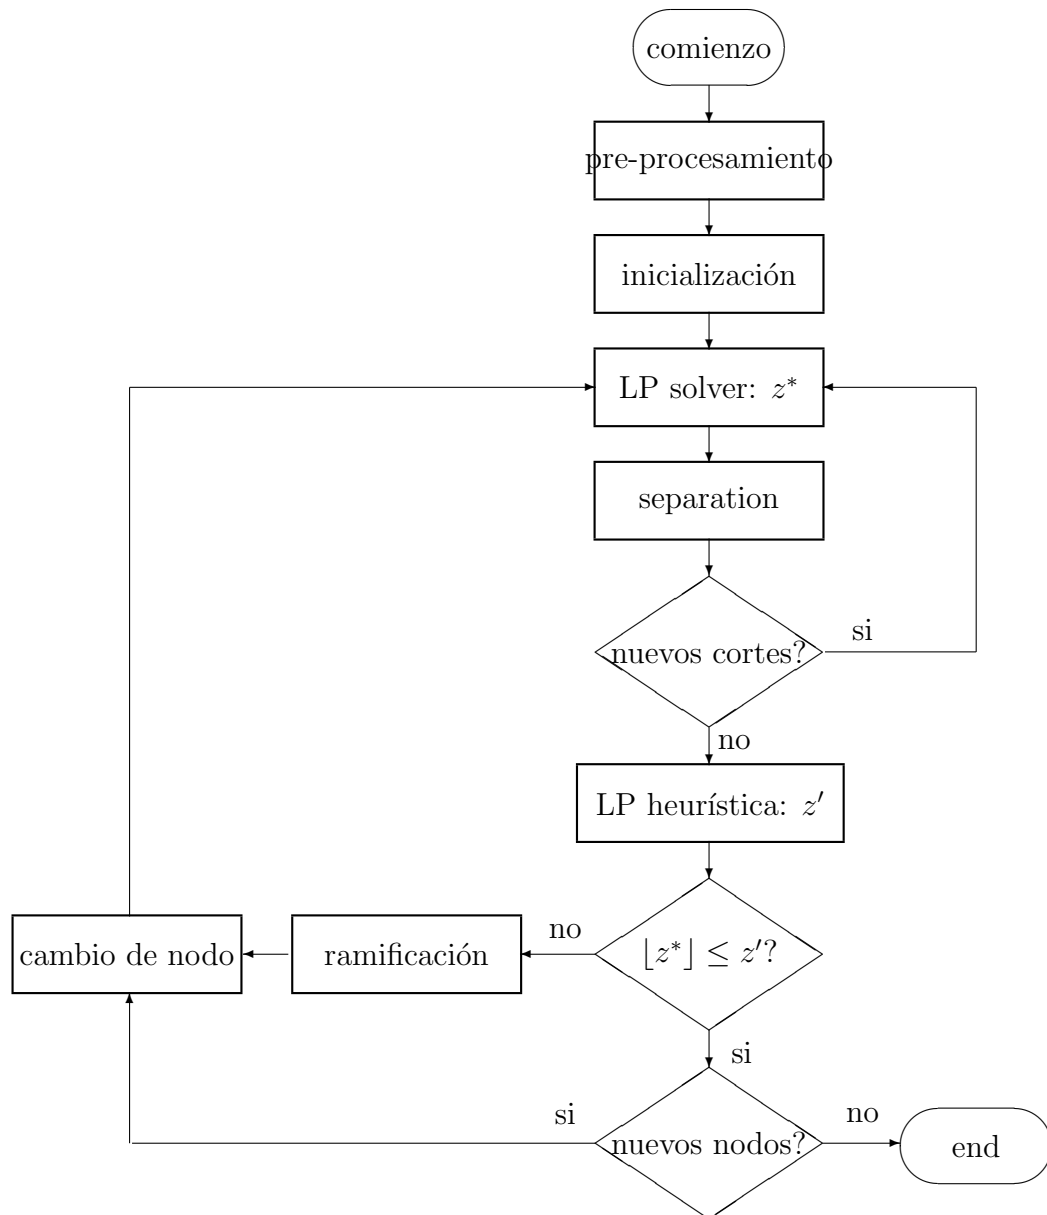 comienzo
pre-procesamiento
inicialización
LP solver: z*
separation
nuevos cortes?
si
no
LP heurística: z′
⌊z*⌋ ≤ z′?
no
ramificación
cambio de nodo
si
nuevos nodos?
si
no
end